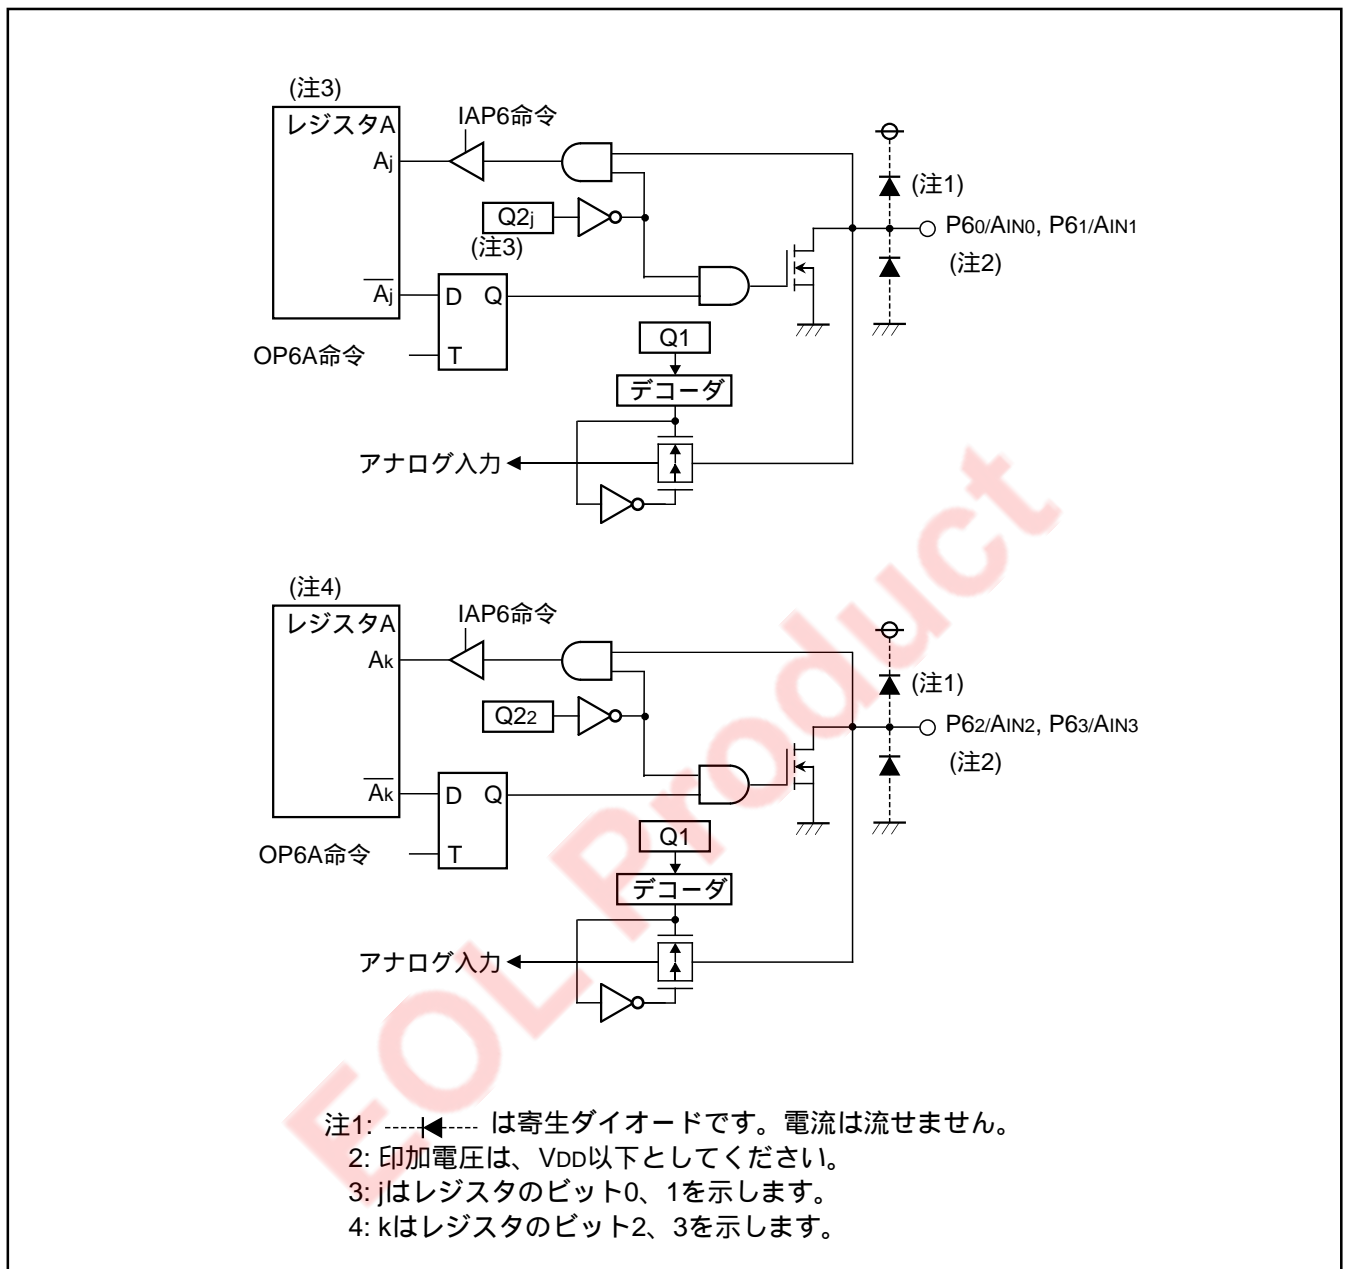 (注3)
レジスタA
IAP6命令
Aj
(注1)
Q2j
(注3)
P60/AIN0, P61/AIN1
(注2)
Aj
D Q
Q1
OP6A命令
T
デコーダ
アナログ入力
(注4)
レジスタA
IAP6命令
Ak
(注1)
Q22
P62/AIN2, P63/AIN3
(注2)
Ak
D Q
Q1
OP6A命令
T
デコーダ
アナログ入力
EOL Product
注1: は寄生ダイオードです。電流は流せません。
2: 印加電圧は、VDD以下としてください。
3: jはレジスタのビット0、1を示します。
4: kはレジスタのビット2、3を示します。